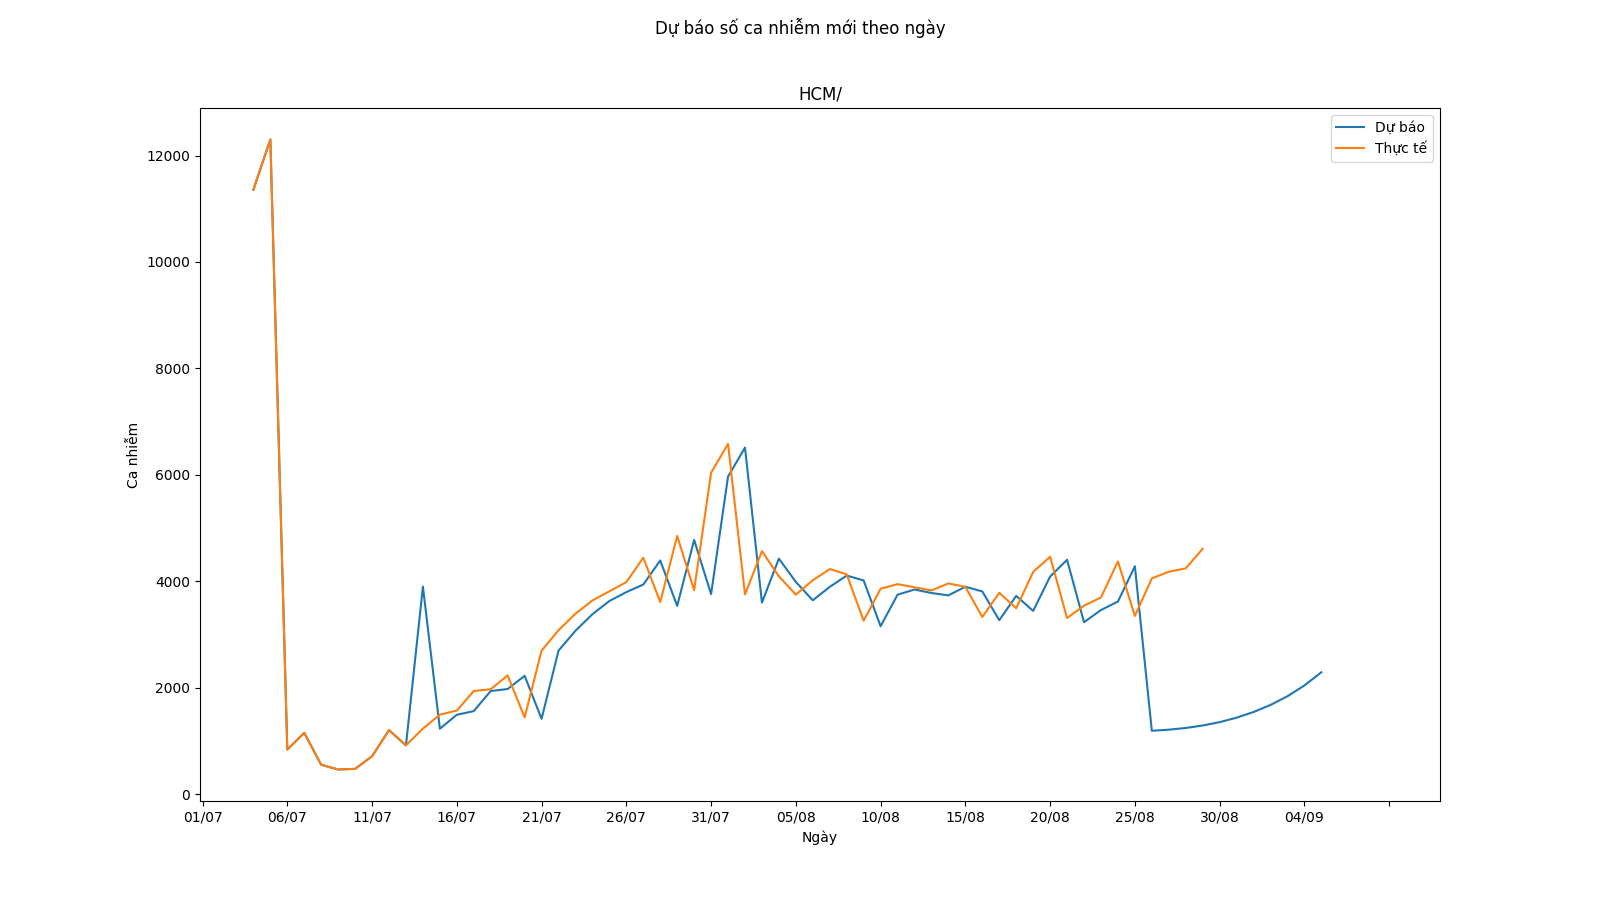 Dự báo số ca nhiễm mới theo ngày
HCM/
Dự báo
Thực tế
12000
10000
8000
6000
4000
2000
0
Ca nhiễm
01/07 06/07 11/07 16/07 21/07 26/07 31/07 05/08 10/08 15/08 20/08 25/08 30/08 04/09
Ngày